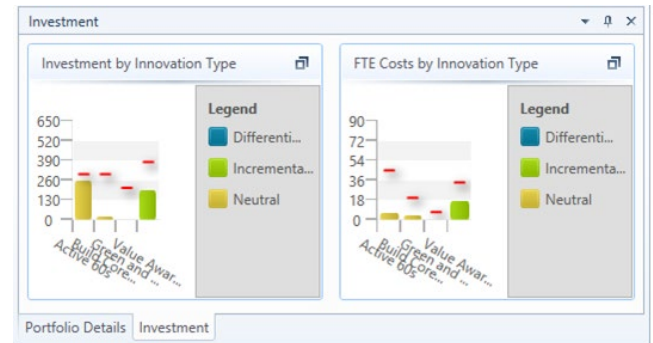 Investment
Investment by Innovation Type
650
520
390
260
130
0
Active 60s
Build Core...
Green and ...
Value Awar...
Legend
Differenti...
Incrementa...
Neutral
FTE Costs by Innovation Type
90
72
54
36
18
0
Active 60s
Build Core...
Green and ...
Value Awar...
Legend
Differenti...
Incrementa...
Neutral
Portfolio Details
Investment